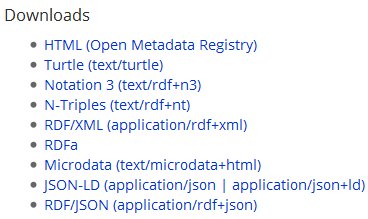 Downloads
HTML (Open Metadata Registry)
Turtle (text/turtle)
Notation 3 (text/rdf+n3)
N-Triples (text/rdf+nt)
RDF/XML (application/rdf+xml)
RDFa
Microdata (text/microdata+html)
JSON-LD (application/json | application/json+ld)
RDF/JSON (application/rdf+json)